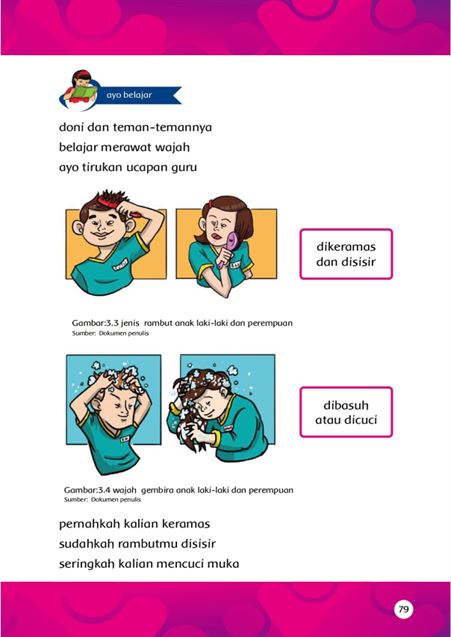 ayo belajar
doni dan teman-temannya
belajar merawat wajah
ayo tirukan ucapan guru
dikeramas
dan disisir
Gambar:3.3 jenis rambut anak laki-laki dan perempuan
Sumber: Dokumen penulis
dibasuh
atau dicuci
Gambar:3.4 wajah gembira anak laki-laki dan perempuan
Sumber: Dokumen penulis
pernahkah kalian keramas
sudahkah rambutmu disisir
seringkah kalian mencuci muka
79